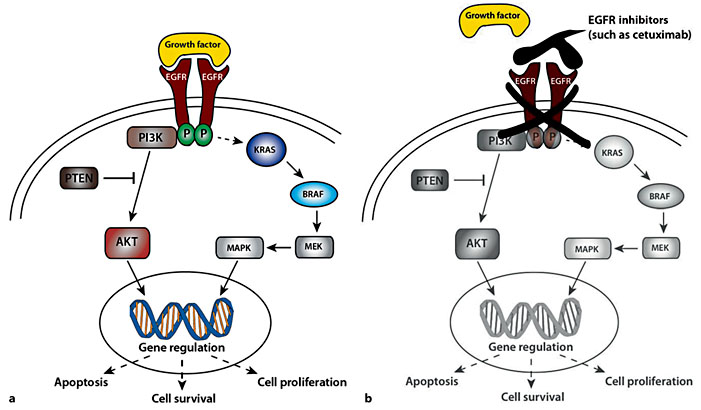 Growth factor
EGFR EGFR
PI3K P P
KRAS
PTEN
BRAF
AKT
MAPK MEK
Gene regulation
Apoptosis
Cell survival
Cell proliferation
a
Growth factor
EGFR inhibitors
(such as cetuximab)
EGFR EGFR
PI3K P P
KRAS
PTEN
BRAF
AKT
MAPK MEK
Gene regulation
Apoptosis
Cell survival
Cell proliferation
b